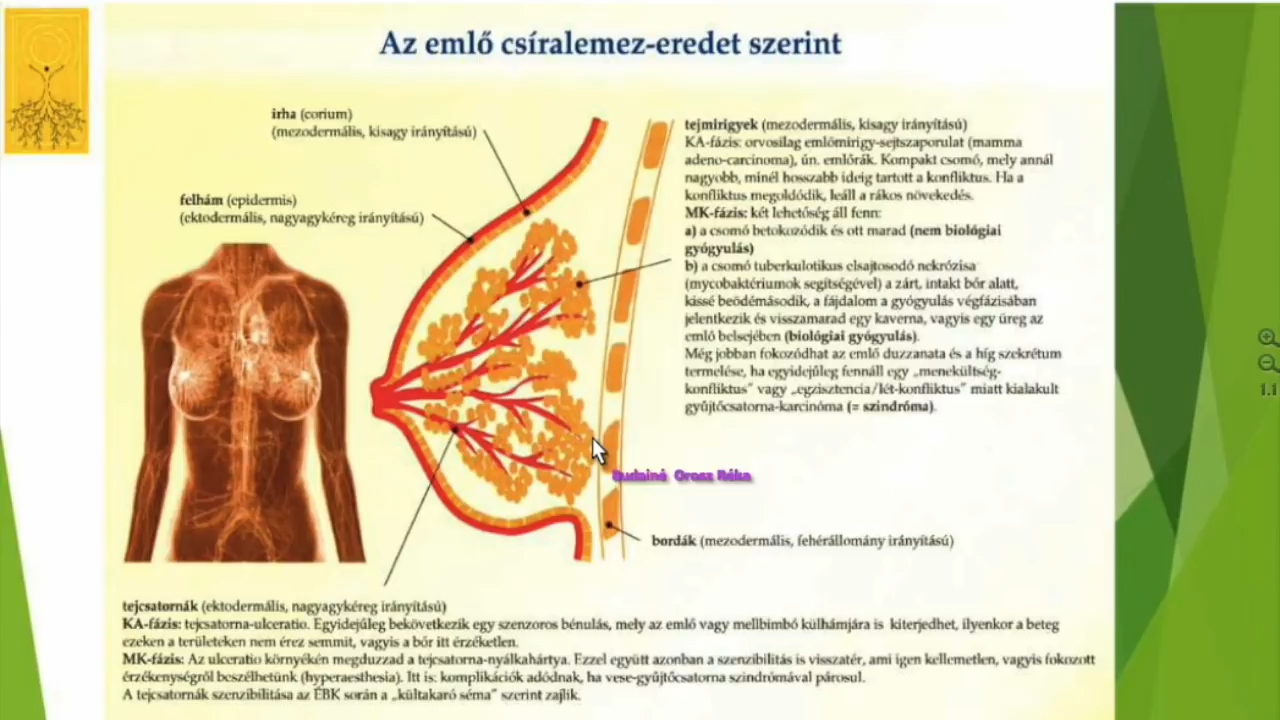 Az emlő csíralemez-eredet szerint
irha (corium)
(mezodermális, kisagy irányítású)
felhám (epidermis)
(ektodermális, nagyagykéreg irányítású)
tejmirigyek (mezodermális, kisagy irányítású)
KA-fázis: orvosilag emlőmirigy-sejtszaporulat (mamma
adeno-carcinoma), ún. emlőrák. Kompakt csomó, mely annál
nagyobb, minél hosszabb ideig tartott a konfliktus. Ha a
konfliktus megoldódik, leáll a rákos növekedés.
MK-fázis: két lehetőség áll fenn:
a) a csomó betokozódik és ott marad (nem biológiai
gyógyulás)
b) a csomó tuberkulotikus elsajtosodó nekrózisa
(mycobaktériumok segítségével) a zárt, intakt bőr alatt,
kissé beödémásodik, a fájdalom a gyógyulás végfázisában
jelentkezik és visszamarad egy kaverna, vagyis egy üreg az
emlő belsejében (biológiai gyógyulás).
Még jobban fokozódhat az emlő duzzanata és a híg szekrétum
termelése, ha egyidejűleg fennáll egy „menekültség-
konfliktus" vagy „egzisztencia/lét-konfliktus" miatt kialakult
gyűjtőcsatorna-karcinóma (= szindróma).
Budainé Orosz Réka
bordák (mezodermális, fehérállomány irányítású)
tejcsatornák (ektodermális, nagyagykéreg irányítású)
KA-fázis: tejcsatorna-ulceratio. Egyidejűleg bekövetkezik egy szenzoros bénulás, mely az emlő vagy mellbimbó külhámjára is kiterjedhet, ilyenkor a beteg
ezeken a területeken nem érez semmit, vagyis a bőr itt érzéketlen.
MK-fázis: Az ulceratio környékén megduzzad a tejcsatorna-nyálkahártya. Ezzel együtt azonban a szenzibilitás is visszatér, ami igen kellemetlen, vagyis fokozott
érzékenységről beszélhetünk (hyperaesthesia). Itt is: komplikációk adódnak, ha vese-gyűjtőcsatorna szindrómával párosul.
A tejcsatornák szenzibilitása az ÉBK során a „kültakaró séma" szerint zajlik.
1.1